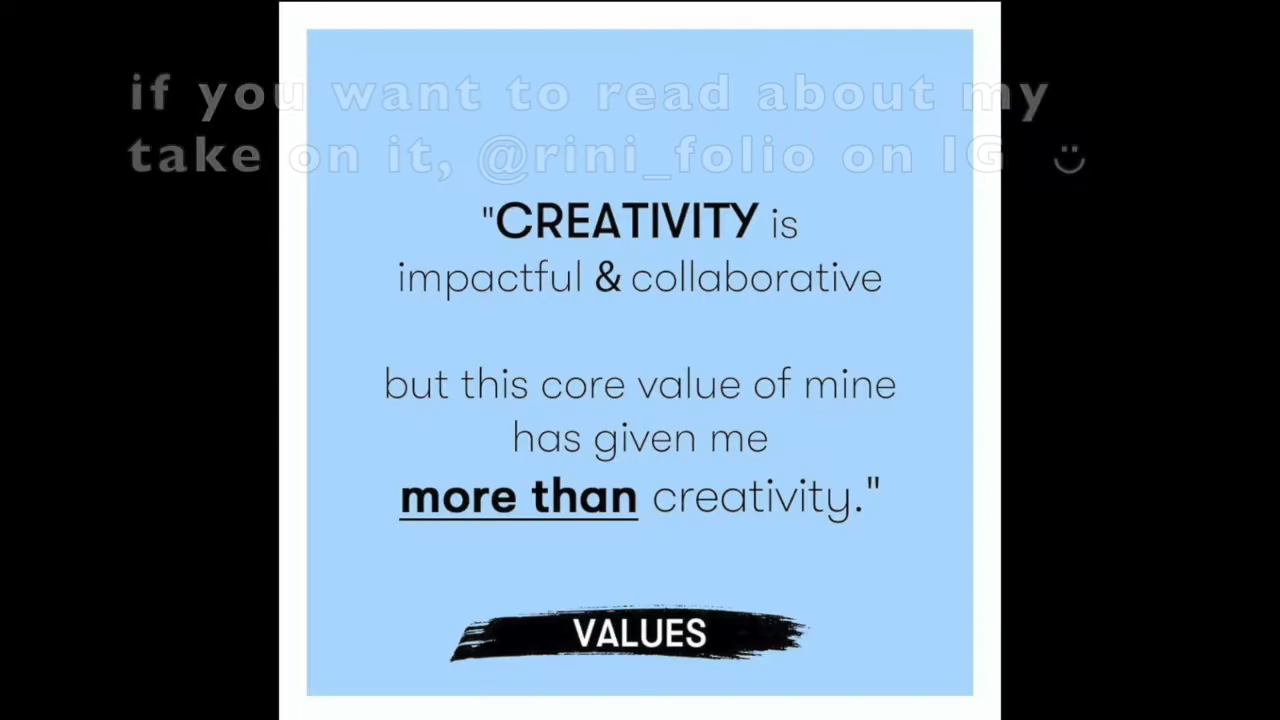 if you want to read about my
take on it, @rini_folio on IG ü
"CREATIVITY is
impactful & collaborative
but this core value of mine
has given me
more than creativity."
VALUES